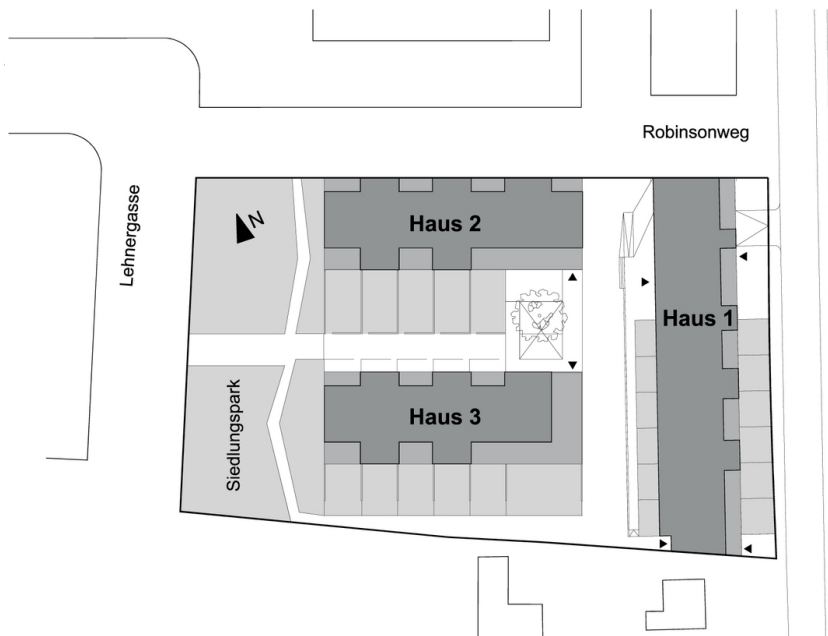 Robinsonweg
Lehnergasse
N
Haus 2
Haus 1
Haus 3
Siedlungspark